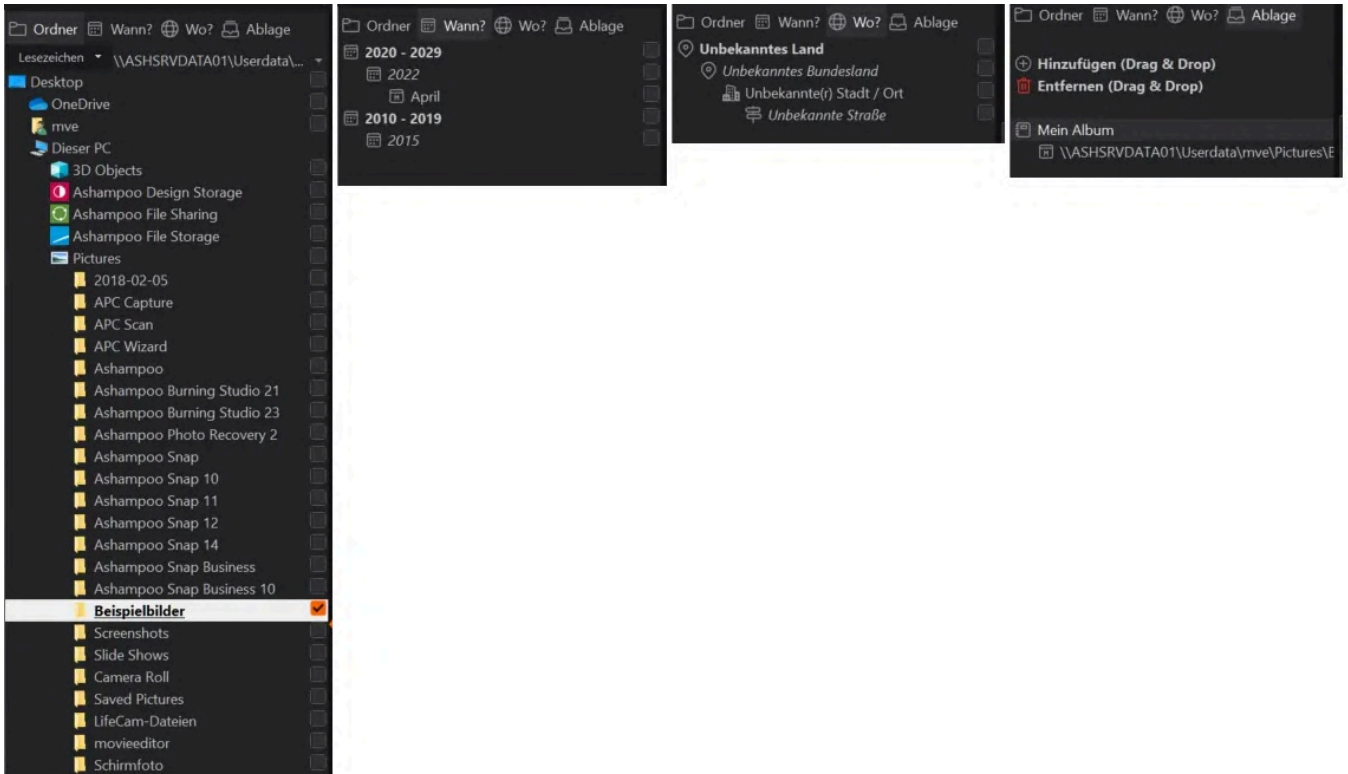 Ordner Wann? Wo? Ablage
Lesezeichen \\ASHSRVDATA01\Userdata\...
Desktop
OneDrive
mve
Dieser PC
3D Objects
Ashampoo Design Storage
Ashampoo File Sharing
Ashampoo File Storage
Pictures
2018-02-05
APC Capture
APC Scan
APC Wizard
Ashampoo
Ashampoo Burning Studio 21
Ashampoo Burning Studio 23
Ashampoo Photo Recovery 2
Ashampoo Snap
Ashampoo Snap 10
Ashampoo Snap 11
Ashampoo Snap 12
Ashampoo Snap 14
Ashampoo Snap Business
Ashampoo Snap Business 10
Beispielbilder
Screenshots
Slide Shows
Camera Roll
Saved Pictures
LifeCam-Dateien
movieeditor
Schirmfoto
Ordner Wann? Wo? Ablage
2020 - 2029
2022
April
2010 - 2019
2015
Ordner Wann? Wo? Ablage
Unbekanntes Land
Unbekanntes Bundesland
Unbekannte(r) Stadt / Ort
Unbekannte Straße
Ordner Wann? Wo? Ablage
Hinzufügen (Drag & Drop)
Entfernen (Drag & Drop)
Mein Album
\\ASHSRVDATA01\Userdata\mve\Pictures\B